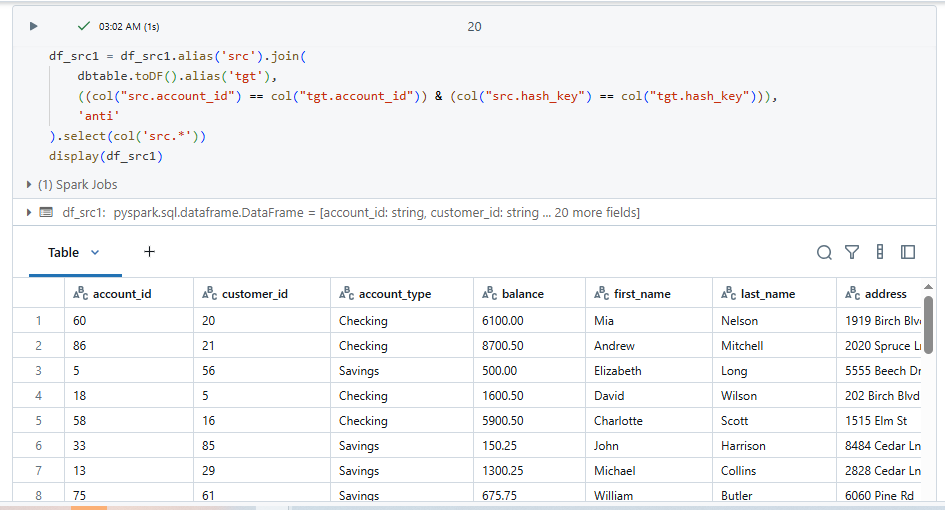 03:02 AM (1s)
20
df_src1 = df_src1.alias('src').join(
dbtable.toDF().alias('tgt'),
((col("src.account_id") == col("tgt.account_id")) & (col("src.hash_key") == col("tgt.hash_key"))),
'anti'
).select(col('src.*'))
display(df_src1)
(1) Spark Jobs
df_src1: pyspark.sql.dataframe.DataFrame = [account_id: string, customer_id: string ... 20 more fields]
Table +
ABC account_id ABC customer_id ABC account_type ABC balance ABC first_name ABC last_name ABC address
1 60 20 Checking 6100.00 Mia Nelson 1919 Birch Blv
2 86 21 Checking 8700.50 Andrew Mitchell 2020 Spruce L
3 5 56 Savings 500.00 Elizabeth Long 5555 Beech Dr
4 18 5 Checking 1600.50 David Wilson 202 Birch Blvd
5 58 16 Checking 5900.50 Charlotte Scott 1515 Elm St
6 33 85 Savings 150.25 John Harrison 8484 Cedar Ln
7 13 29 Savings 1300.25 Michael Collins 2828 Cedar Ln
8 75 61 Savings 675.75 William Butler 6060 Pine Rd